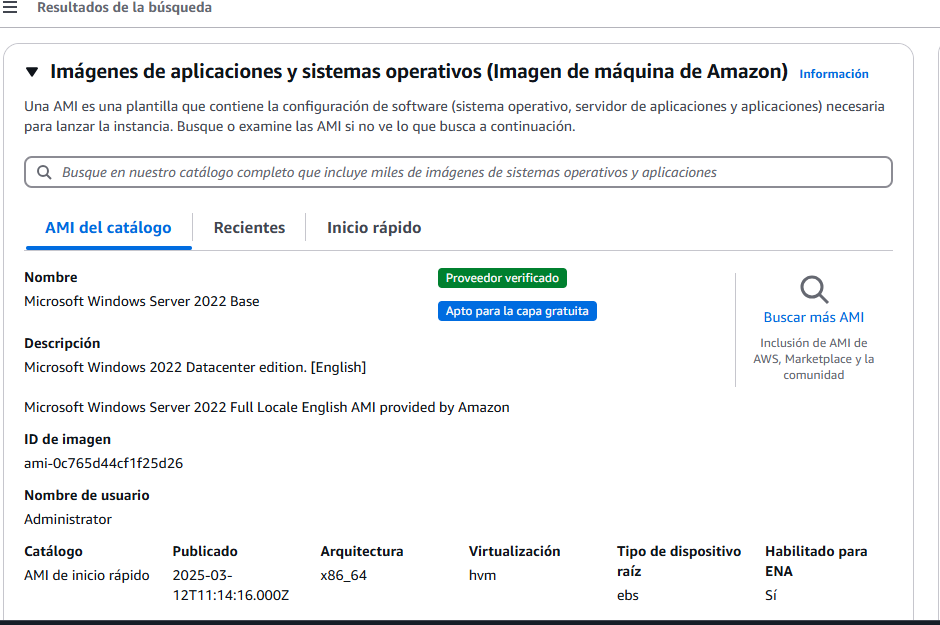 Resultados de la búsqueda
Imágenes de aplicaciones y sistemas operativos (Imagen de máquina de Amazon) Información
Una AMI es una plantilla que contiene la configuración de software (sistema operativo, servidor de aplicaciones y aplicaciones) necesaria
para lanzar la instancia. Busque o examine las AMI si no ve lo que busca a continuación.
Busque en nuestro catálogo completo que incluye miles de imágenes de sistemas operativos y aplicaciones
AMI del catálogo
Recientes
Inicio rápido
Nombre
Microsoft Windows Server 2022 Base
Proveedor verificado
Apto para la capa gratuita
Descripción
Microsoft Windows 2022 Datacenter edition. [English]
Microsoft Windows Server 2022 Full Locale English AMI provided by Amazon
ID de imagen
ami-0c765d44cf1f25d26
Nombre de usuario
Administrator
Catálogo
AMI de inicio rápido
Publicado
2025-03-
12T11:14:16.000Z
Arquitectura
x86_64
Virtualización
hvm
Tipo de dispositivo
raíz
ebs
Habilitado para
ENA
Sí
Buscar más AMI
Inclusión de AMI de
AWS, Marketplace y la
comunidad